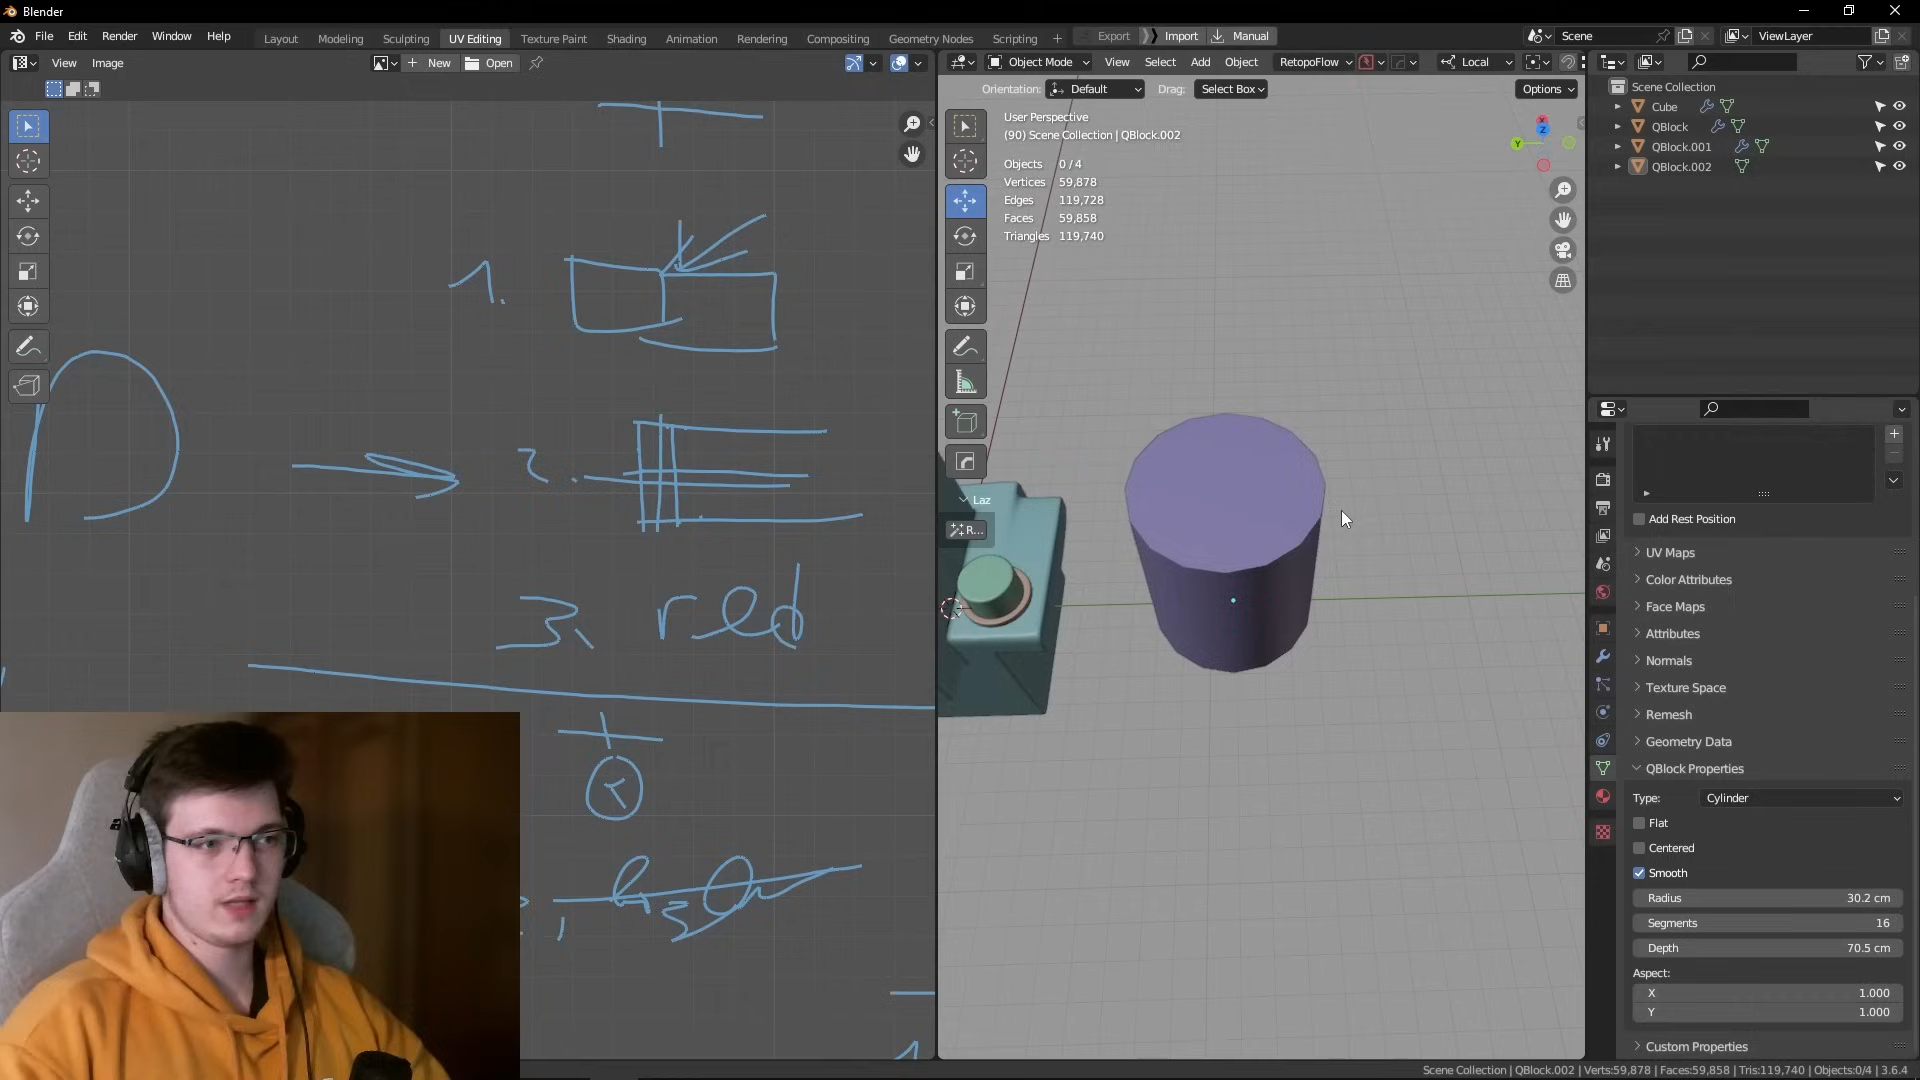 Blender
File Edit Render Window Help
Layout Modeling Sculpting UV Editing Texture Paint Shading Animation Rendering Compositing Geometry Nodes Scripting +
Export Import Manual
Scene
ViewLayer
View Image
New Open
Object Mode View Select Add Object RetopoFlow Local
Orientation: Default Drag: Select Box Options
User Perspective
(90) Scene Collection | QBlock.002
Objects 0 / 4
Vertices 59,878
Edges 119,728
Faces 59,858
Triangles 119,740
X
Y
Z
Laz
R...
1.
2.
3. red
Scene Collection
Cube
QBlock
QBlock.001
QBlock.002
Add Rest Position
UV Maps
Color Attributes
Face Maps
Attributes
Normals
Texture Space
Remesh
Geometry Data
QBlock Properties
Type: Cylinder
Flat
Centered
Smooth
Radius 30.2 cm
Segments 16
Depth 70.5 cm
Aspect:
X 1.000
Y 1.000
Custom Properties
Scene Collection | QBlock.002 | Verts:59,878 | Faces:59,858 | Tris:119,740 | Objects:0/4 | 3.6.4